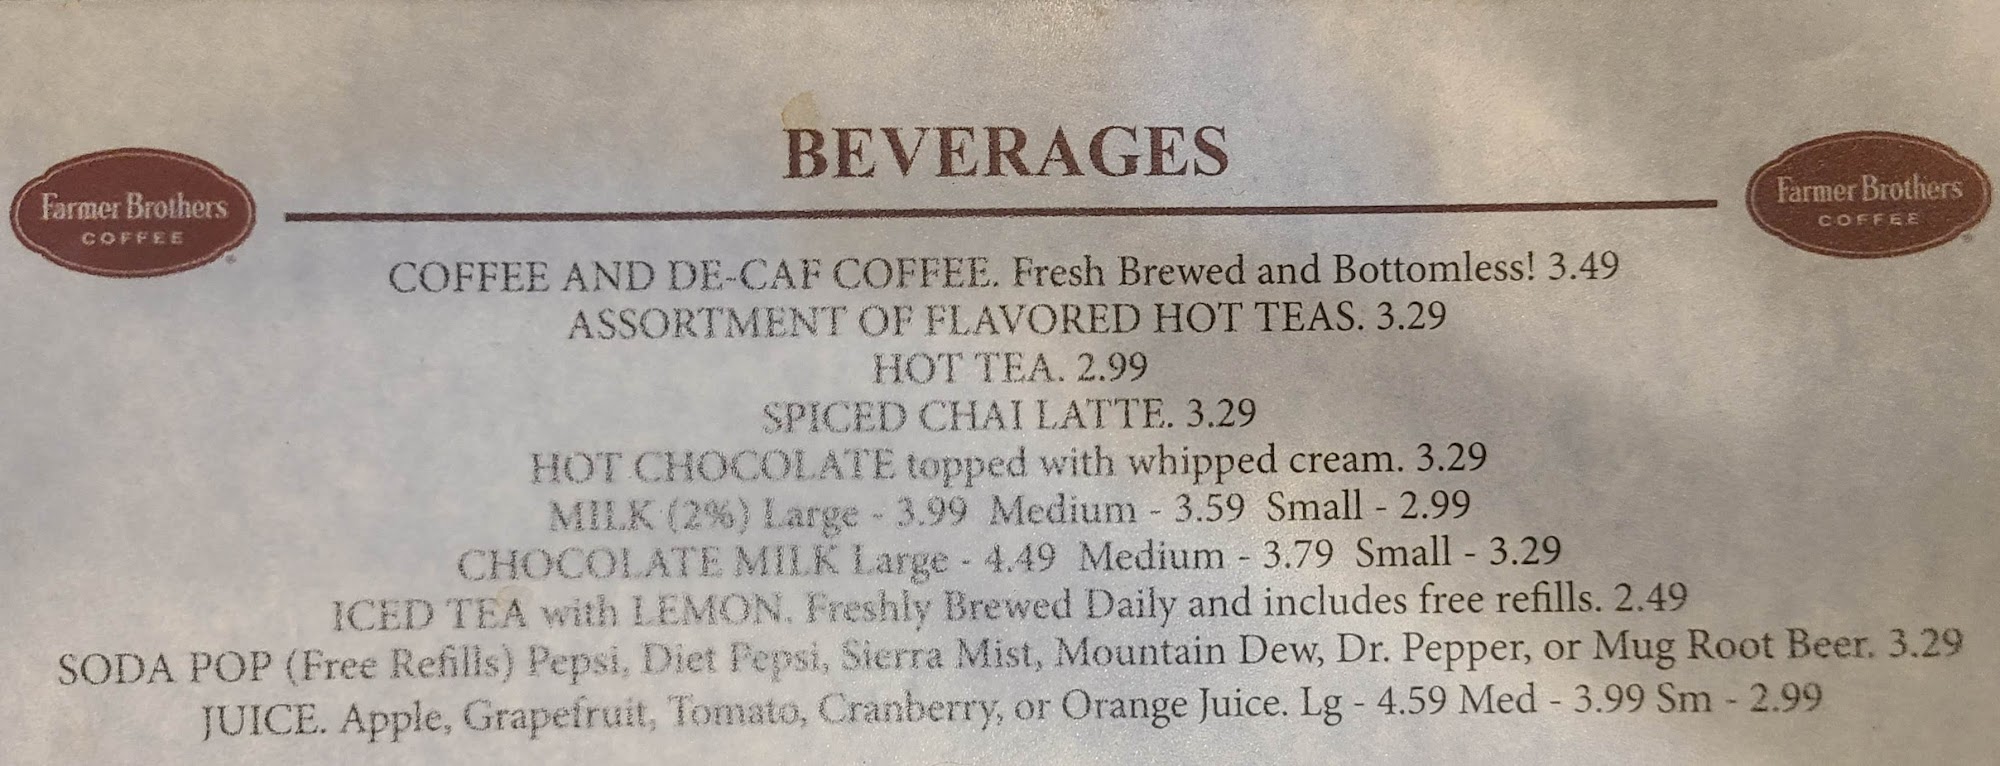 BEVERAGES
Farmer Brothers
COFFEE
Farmer Brothers
COFFEE
COFFEE AND DE-CAF COFFEE. Fresh Brewed and Bottomless! 3.49
ASSORTMENT OF FLAVORED HOT TEAS. 3.29
HOT TEA. 2.99
SPICED CHAI LATTE. 3.29
HOT CHOCOLATE topped with whipped cream. 3.29
MILK (2%) Large - 3.99 Medium - 3.59 Small - 2.99
CHOCOLATE MILK Large - 4.49 Medium - 3.79 Small - 3.29
ICED TEA with LEMON. Freshly Brewed Daily and includes free refills. 2.49
SODA POP (Free Refills) Pepsi, Diet Pepsi, Sierra Mist, Mountain Dew, Dr. Pepper, or Mug Root Beer. 3.29
JUICE. Apple, Grapefruit, Tomato, Cranberry, or Orange Juice. Lg - 4.59 Med - 3.99 Sm - 2.99